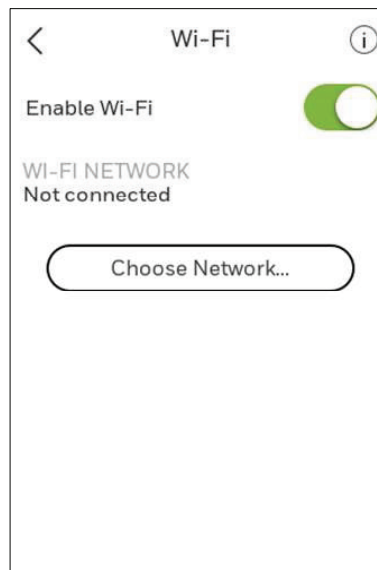 Wi-Fi
Enable Wi-Fi
WI-FI NETWORK
Not connected
Choose Network...